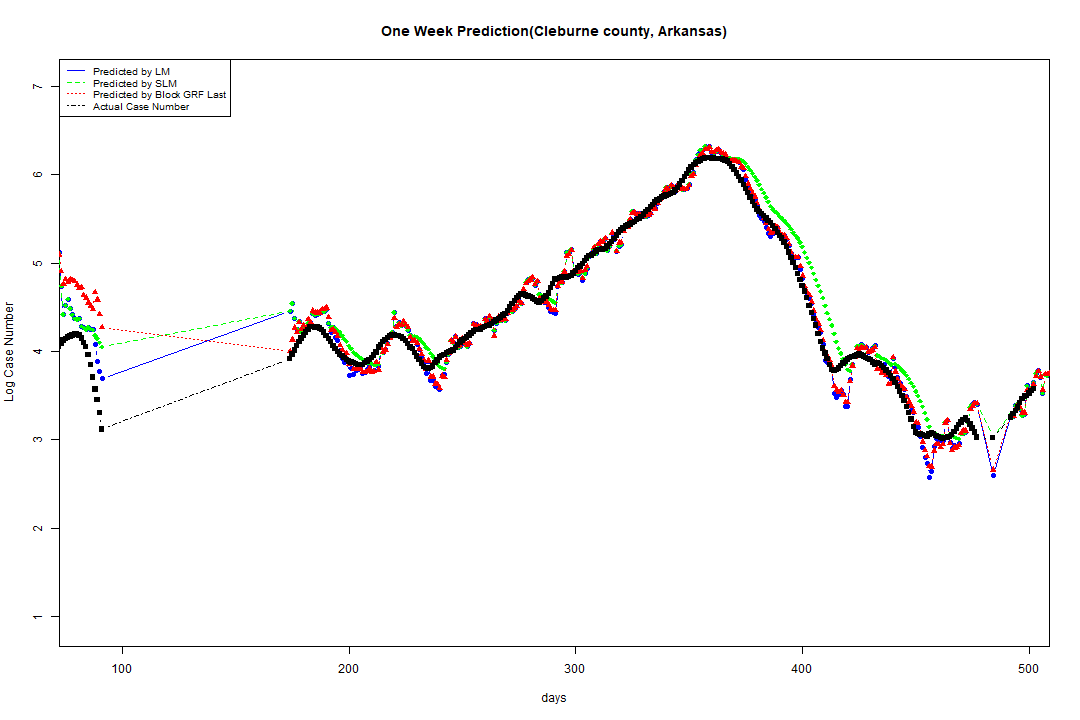 One Week Prediction(Cleburne county, Arkansas)
Predicted by LM
Predicted by SLM
Predicted by Block GRF Last
Actual Case Number
7
6
5
4
3
2
1
Log Case Number
100 200 300 400 500
days